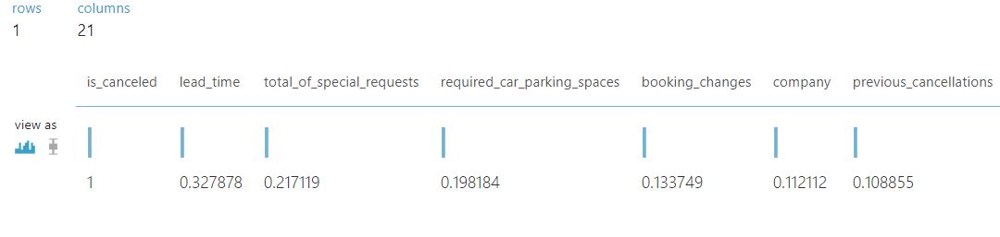 rows columns
1 21
is_canceled lead_time total_of_special_requests required_car_parking_spaces booking_changes company previous_cancellations
view as
1 0.327878 0.217119 0.198184 0.133749 0.112112 0.108855